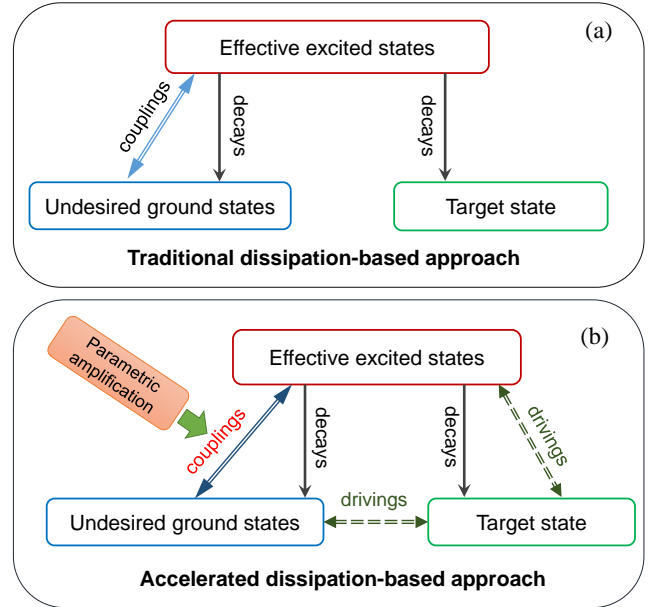 (a)
Effective excited states
couplings
decays
decays
Undesired ground states
Target state
Traditional dissipation-based approach
(b)
Parametric
amplification
Effective excited states
couplings
decays
decays
drivings
drivings
Undesired ground states
Target state
Accelerated dissipation-based approach